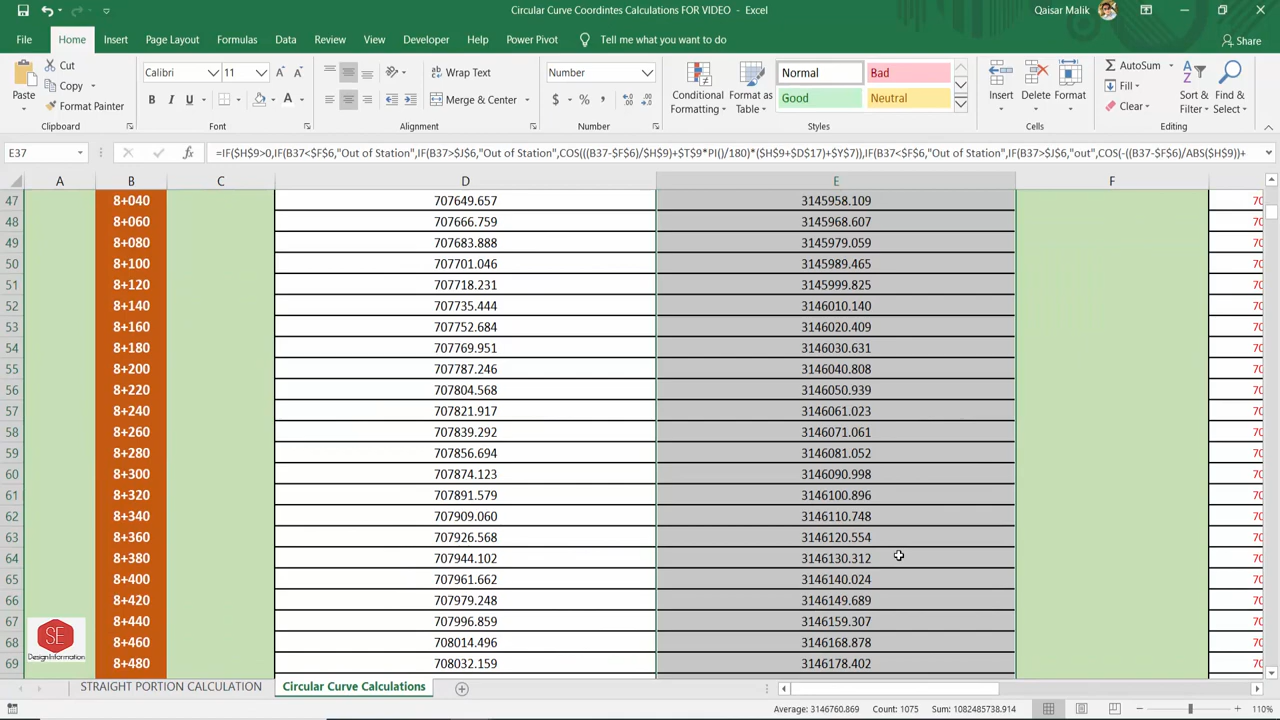 Circular Curve Coordintes Calculations FOR VIDEO - Excel
Qaisar Malik
File Home Insert Page Layout Formulas Data Review View Developer Help Power Pivot Tell me what you want to do Share
Paste Cut Copy Format Painter Clipboard
Calibri 11 B I U A Font
Wrap Text Merge & Center Alignment
Number $ % , Number
Conditional Formatting Format as Table Normal Bad Good Neutral Styles
Insert Delete Format Cells
AutoSum Fill Clear Sort & Filter Find & Select Editing
E37 fx =IF($H$9>0,IF(B37<$F$6,"Out of Station",IF(B37>$J$6,"Out of Station",COS(((B37-$F$6)/$H$9)+$T$9*PI()/180)*($H$9+$D$17)+$Y$7)),IF(B37<$F$6,"Out of Station",IF(B37>$J$6,"out",COS(-((B37-$F$6)/ABS($H$9))+
A B C D E F
47 8+040 707649.657 3145958.109 70
48 8+060 707666.759 3145968.607 70
49 8+080 707683.888 3145979.059 70
50 8+100 707701.046 3145989.465 70
51 8+120 707718.231 3145999.825 70
52 8+140 707735.444 3146010.140 70
53 8+160 707752.684 3146020.409 70
54 8+180 707769.951 3146030.631 70
55 8+200 707787.246 3146040.808 70
56 8+220 707804.568 3146050.939 70
57 8+240 707821.917 3146061.023 70
58 8+260 707839.292 3146071.061 70
59 8+280 707856.694 3146081.052 70
60 8+300 707874.123 3146090.998 70
61 8+320 707891.579 3146100.896 70
62 8+340 707909.060 3146110.748 70
63 8+360 707926.568 3146120.554 70
64 8+380 707944.102 3146130.312 70
65 8+400 707961.662 3146140.024 70
66 8+420 707979.248 3146149.689 70
67 8+440 707996.859 3146159.307 70
68 8+460 708014.496 3146168.878 70
69 8+480 708032.159 3146178.402 70
SE
DesignInformation
STRAIGHT PORTION CALCULATION Circular Curve Calculations
Average: 3146760.869 Count: 1075 Sum: 1082485738.914 110%